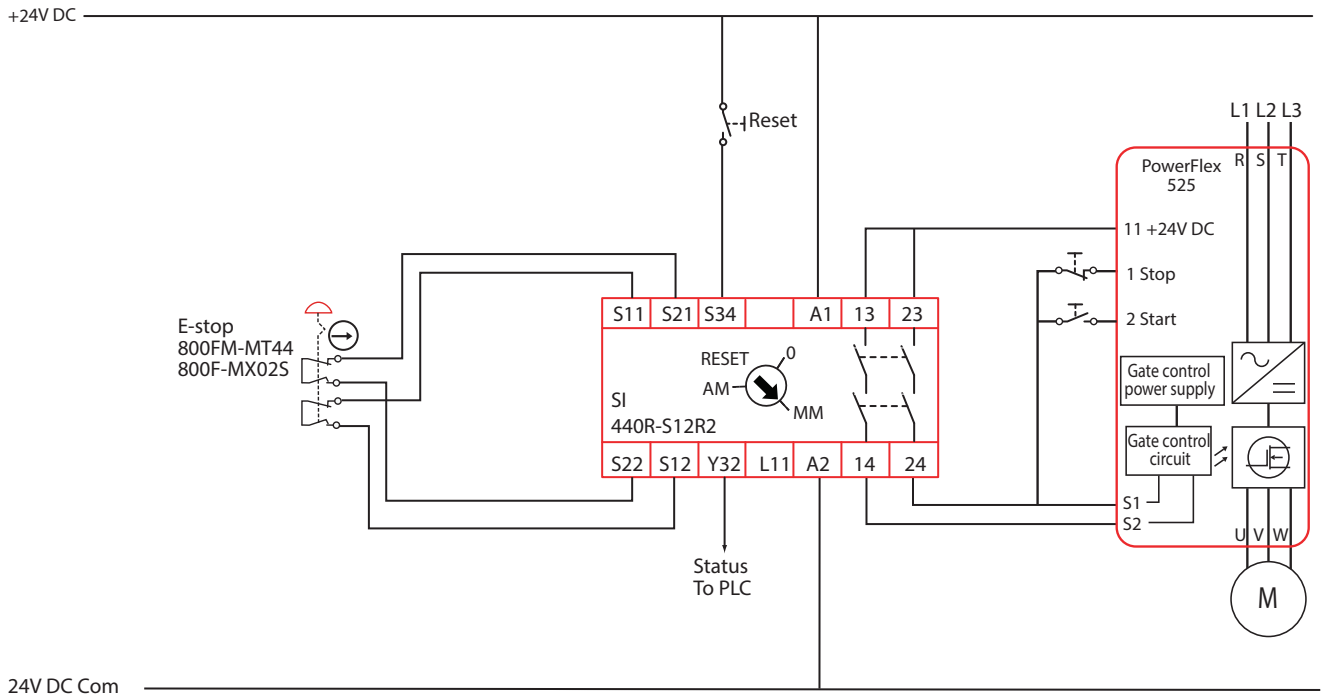 +24V DC
Reset
L1 L2 L3
R S T
PowerFlex
525
11 +24V DC
1 Stop
2 Start
E-stop
800FM-MT44
800F-MX02S
S11 S21 S34 A1 13 23
RESET 0
AM
MM
SI
440R-S12R2
S22 S12 Y32 L11 A2 14 24
Gate control
power supply
Gate control
circuit
S1
S2
U V W
M
Status
To PLC
24V DC Com